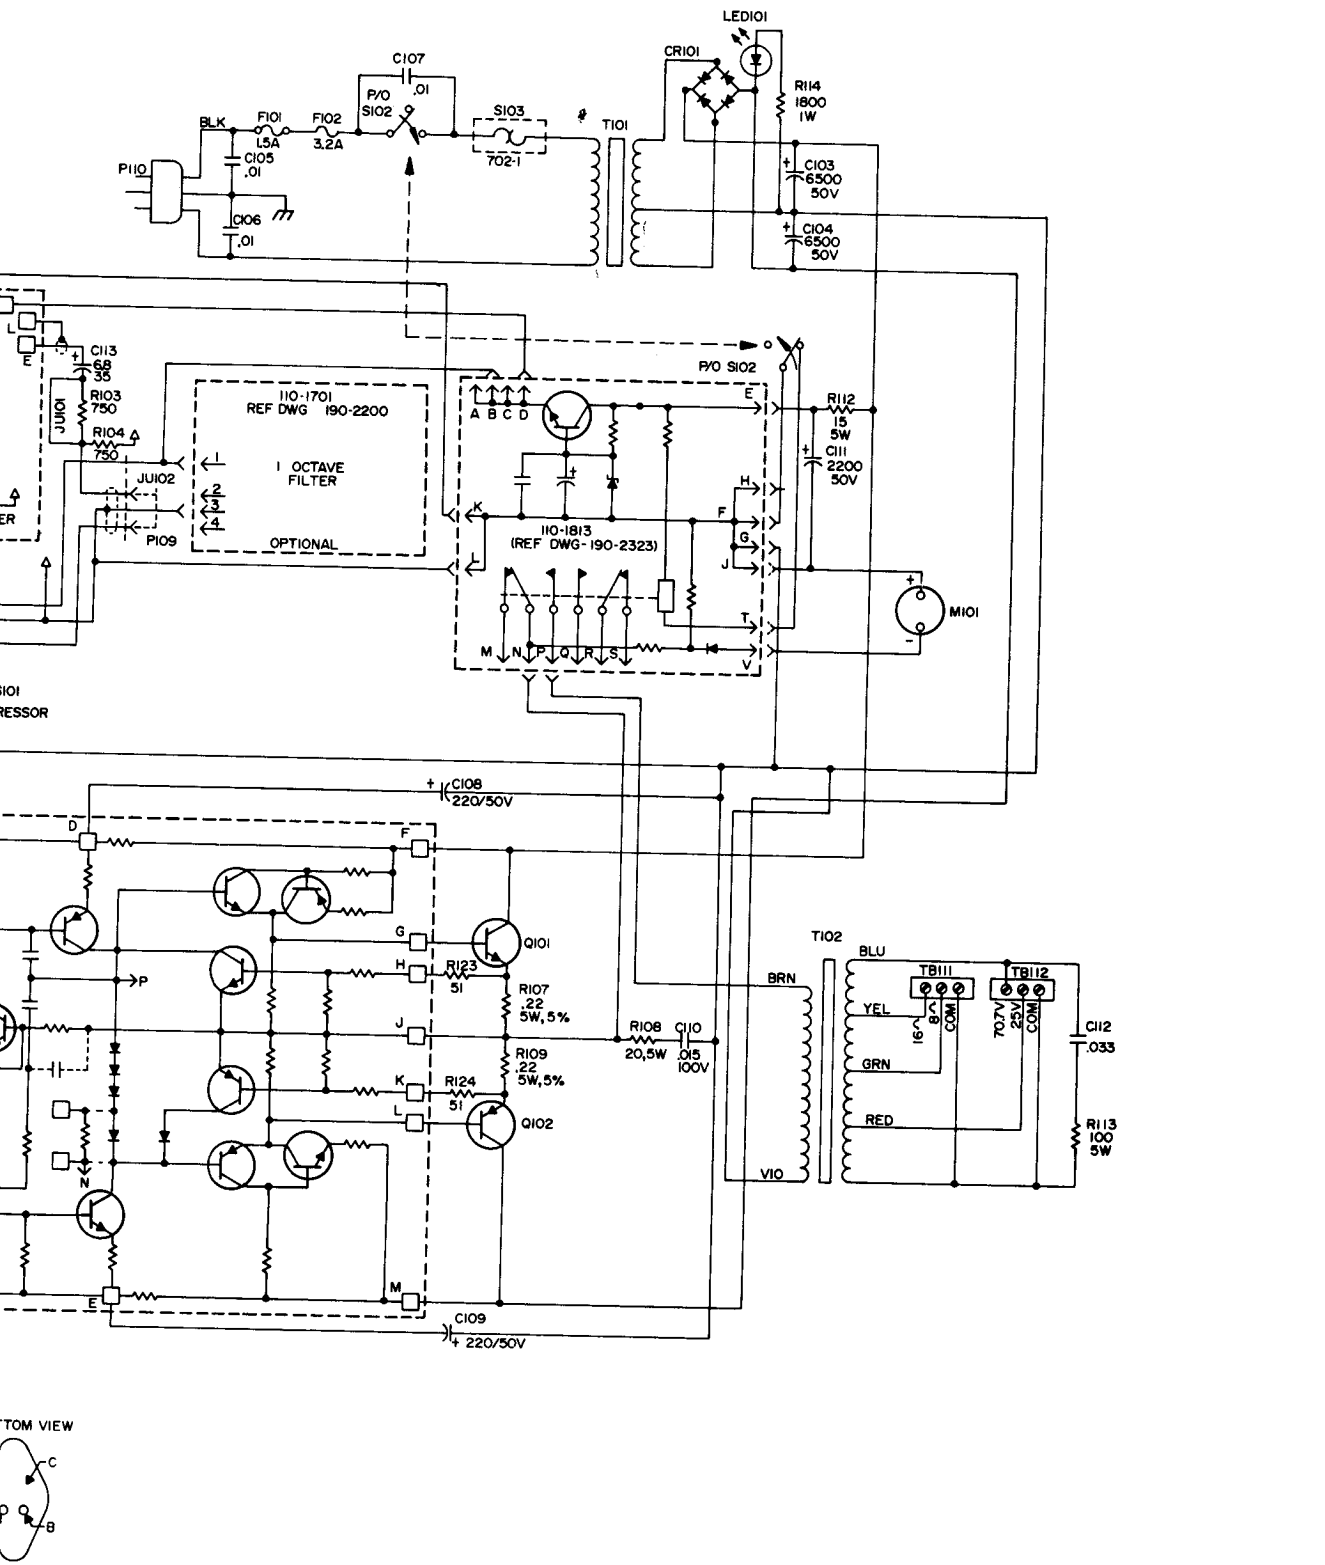 LED101
CR101
R114
1800
1W
C107
.01
P/O
S102
BLK
F101
1.5A
F102
3.2A
S103
702-1
T101
P110
C105
.01
C106
.01
+ C103
6500
50V
+ C104
6500
50V
L
E
+ C113
68
35
R103
750
JU101
R104
750
JU102
P109
110-1701
REF DWG 190-2200
1 OCTAVE
FILTER
1
2
3
4
OPTIONAL
ER
P/O S102
A B C D
E
H
F
G
J
K
L
T
V
M N P Q R S
+
110-1813
(REF DWG-190-2323)
R112
15
5W
+ C111
2200
50V
+
M101
-
S101
RESSOR
+ C108
220/50V
D
F
G
H
J
K
L
M
E
P
N
Q101
R123
51
R107
.22
5W,5%
R109
.22
5W,5%
R124
51
Q102
R108
20,5W
C110
.015
100V
C109
+ 220/50V
T102
BRN
VIO
BLU
YEL
GRN
RED
TB111
16~
8~
COM
TB112
70.7V
25V
COM
C112
.033
R113
100
5W
TTOM VIEW
C
B